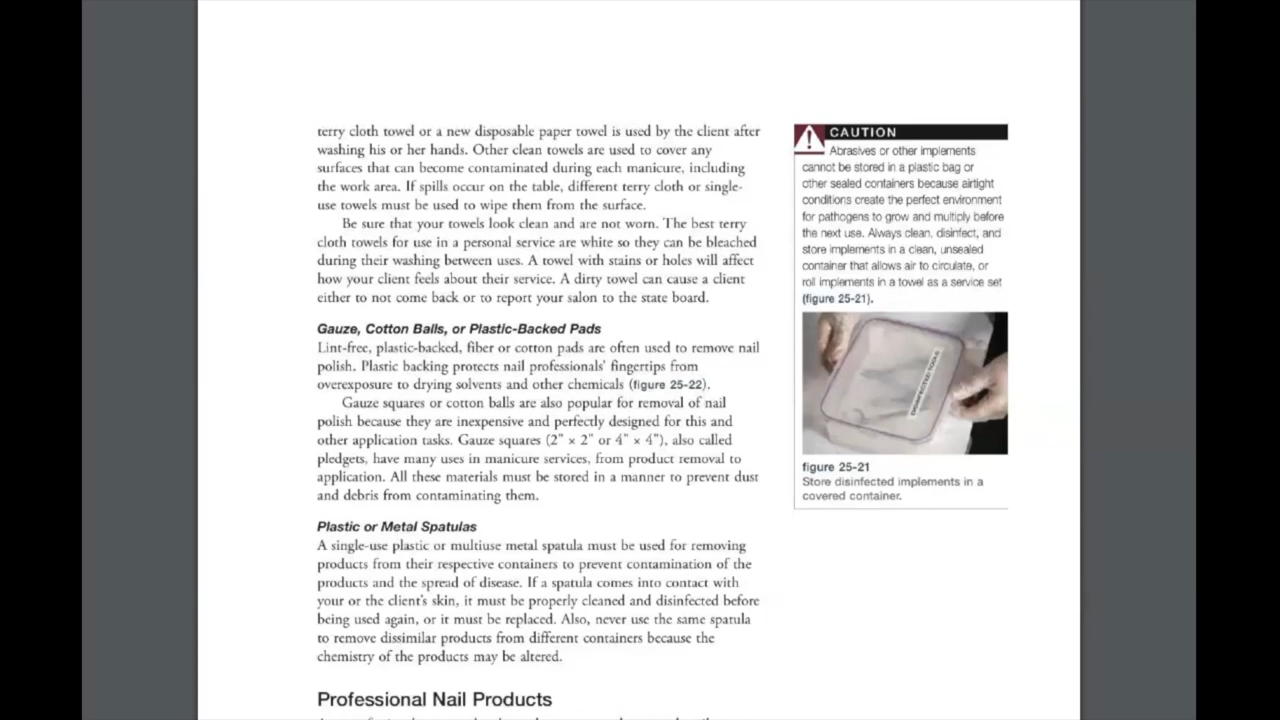 terry cloth towel or a new disposable paper towel is used by the client after
washing his or her hands. Other clean towels are used to cover any
surfaces that can become contaminated during each manicure, including
the work area. If spills occur on the table, different terry cloth or single-
use towels must be used to wipe them from the surface.
Be sure that your towels look clean and are not worn. The best terry
cloth towels for use in a personal service are white so they can be bleached
during their washing between uses. A towel with stains or holes will affect
how your client feels about their service. A dirty towel can cause a client
either to not come back or to report your salon to the state board.
Gauze, Cotton Balls, or Plastic-Backed Pads
Lint-free, plastic-backed, fiber or cotton pads are often used to remove nail
polish. Plastic backing protects nail professionals' fingertips from
overexposure to drying solvents and other chemicals (figure 25-22).
Gauze squares or cotton balls are also popular for removal of nail
polish because they are inexpensive and perfectly designed for this and
other application tasks. Gauze squares (2" × 2" or 4" × 4"), also called
pledgets, have many uses in manicure services, from product removal to
application. All these materials must be stored in a manner to prevent dust
and debris from contaminating them.
Plastic or Metal Spatulas
A single-use plastic or multiuse metal spatula must be used for removing
products from their respective containers to prevent contamination of the
products and the spread of disease. If a spatula comes into contact with
your or the client's skin, it must be properly cleaned and disinfected before
being used again, or it must be replaced. Also, never use the same spatula
to remove dissimilar products from different containers because the
chemistry of the products may be altered.
Professional Nail Products
CAUTION
Abrasives or other implements
cannot be stored in a plastic bag or
other sealed containers because airtight
conditions create the perfect environment
for pathogens to grow and multiply before
the next use. Always clean, disinfect, and
store implements in a clean, unsealed
container that allows air to circulate, or
roll implements in a towel as a service set
(figure 25-21).
DISINFECTED TOOLS
figure 25-21
Store disinfected implements in a
covered container.